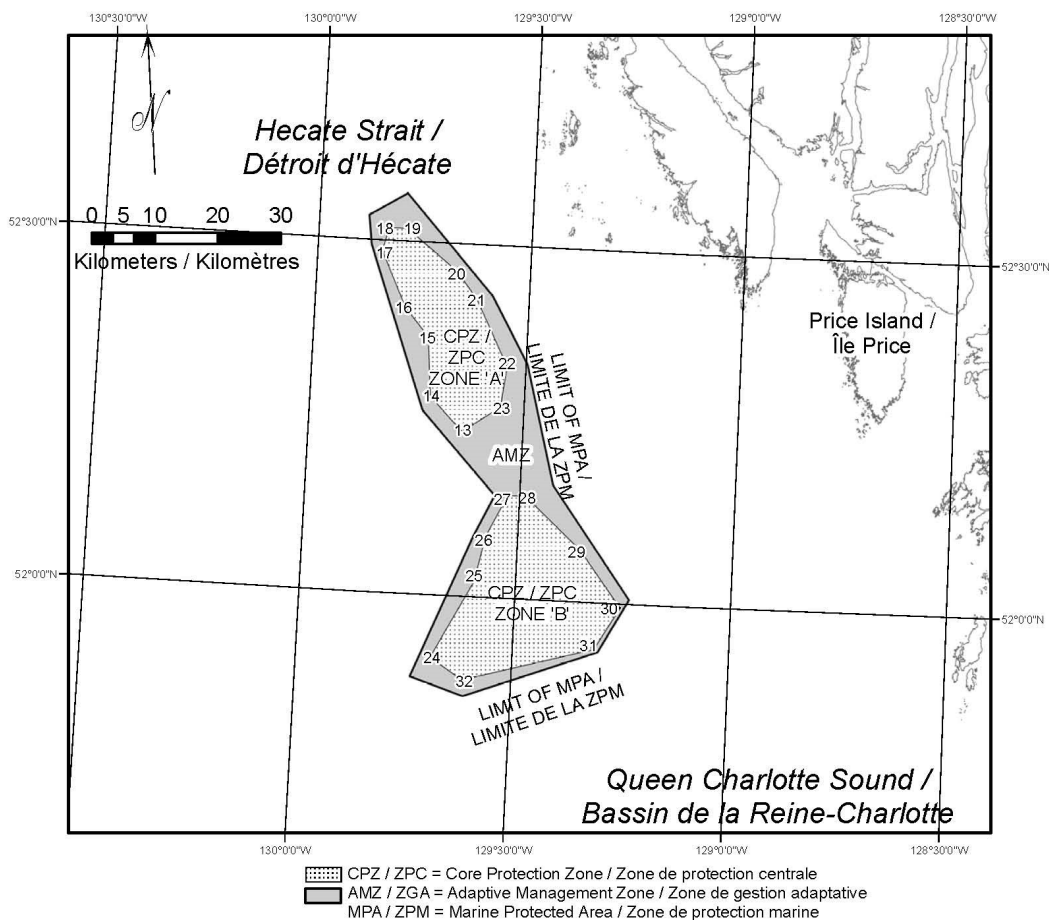 130°30'0"W
130°0'0"W
129°30'0"W
129°0'0"W
128°30'0"W
N
Hecate Strait /
Détroit d'Hécate
52°30'0"N
0 5 10 20 30
Kilometers / Kilomètres
18 19
17
20
21
16
15
CPZ /
ZPC
ZONE 'A'
22
14
23
13
LIMIT OF MPA /
LIMITE DE LA ZPM
52°30'0"N
Price Island /
Île Price
AMZ
27 28
26
29
52°0'0"N
25
CPZ / ZPC
ZONE 'B'
30
52°0'0"N
31
24
32
LIMIT OF MPA /
LIMITE DE LA ZPM
Queen Charlotte Sound /
Bassin de la Reine-Charlotte
130°0'0"W
129°30'0"W
129°0'0"W
128°30'0"W
CPZ / ZPC = Core Protection Zone / Zone de protection centrale
AMZ / ZGA = Adaptive Management Zone / Zone de gestion adaptative
MPA / ZPM = Marine Protected Area / Zone de protection marine